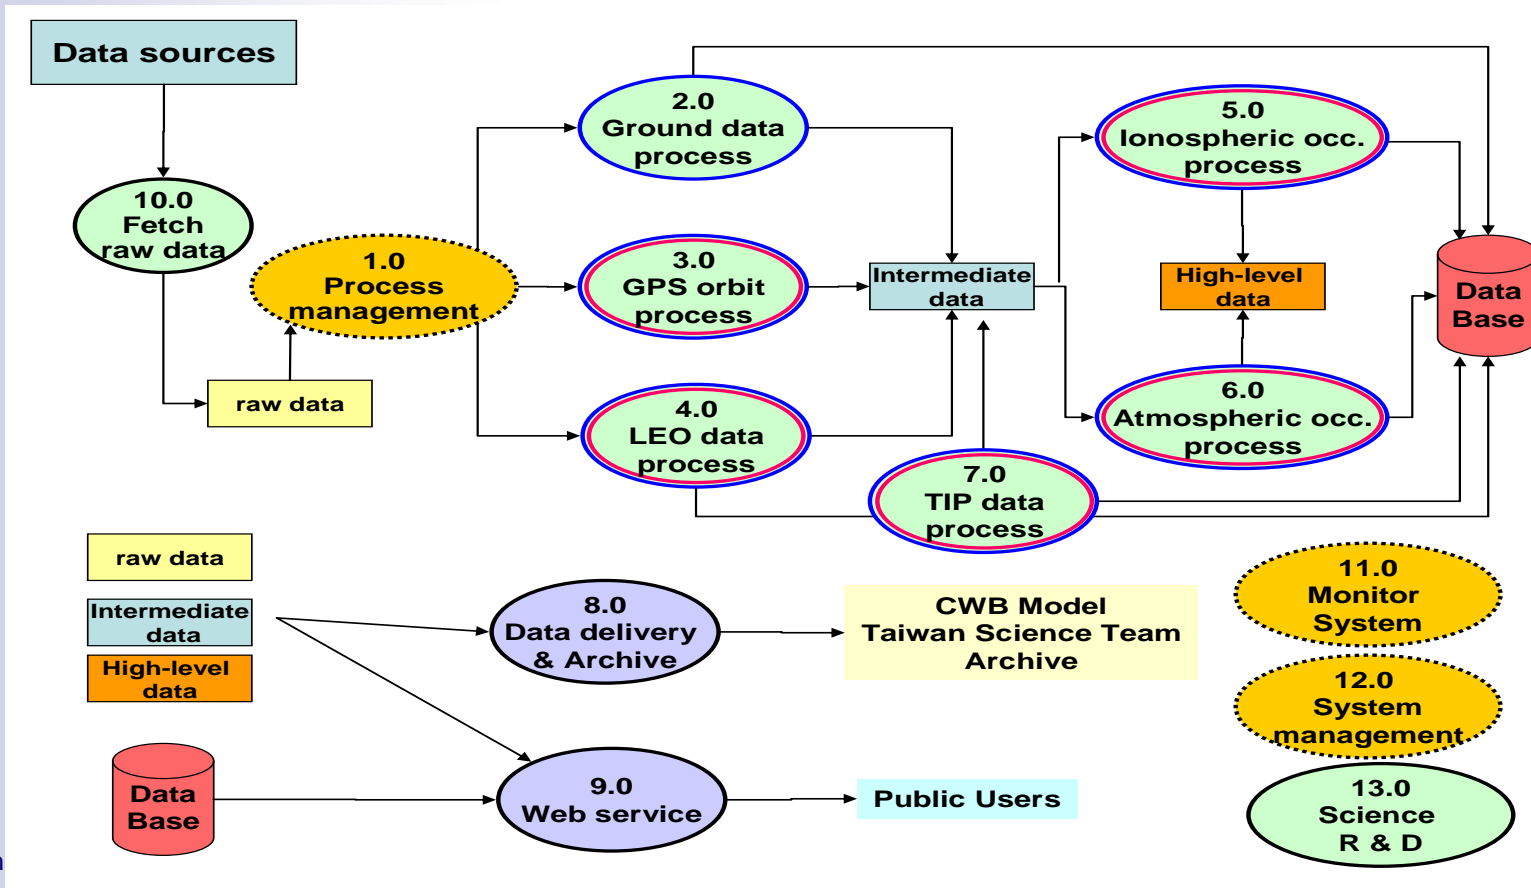 Data sources
10.0
Fetch
raw data
raw data
1.0
Process
management
2.0
Ground data
process
3.0
GPS orbit
process
4.0
LEO data
process
Intermediate
data
7.0
TIP data
process
5.0
Ionospheric occ.
process
High-level
data
6.0
Atmospheric occ.
process
Data
Base
raw data
Intermediate
data
High-level
data
Data
Base
8.0
Data delivery
& Archive
9.0
Web service
CWB Model
Taiwan Science Team
Archive
Public Users
11.0
Monitor
System
12.0
System
management
13.0
Science
R & D